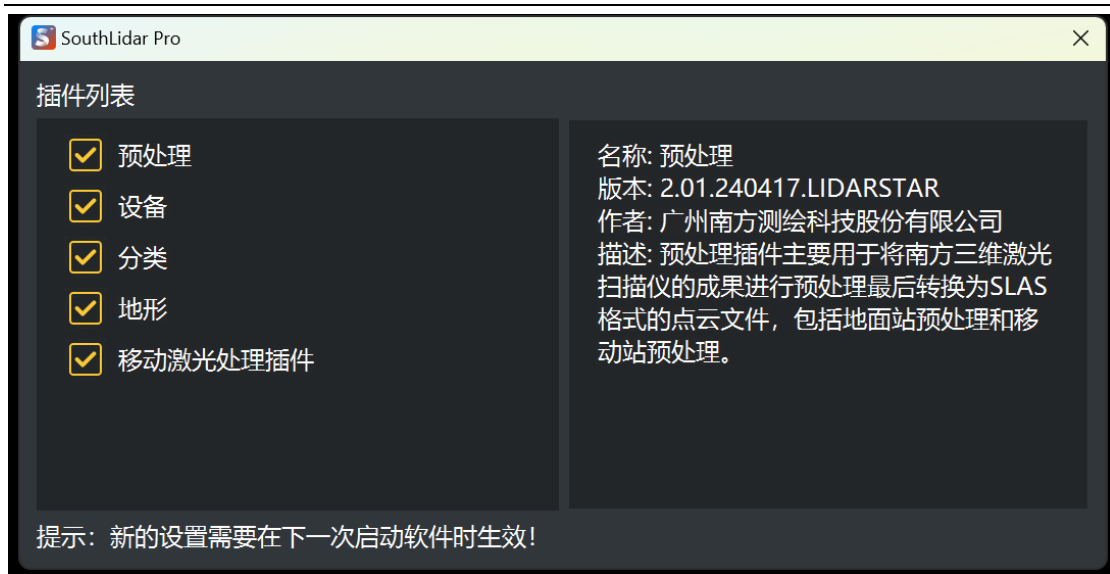 SouthLidar Pro
插件列表
预处理
设备
分类
地形
移动激光处理插件
名称: 预处理
版本: 2.01.240417.LIDARSTAR
作者: 广州南方测绘科技股份有限公司
描述: 预处理插件主要用于将南方三维激光
扫描仪的成果进行预处理最后转换为SLAS
格式的点云文件，包括地面站预处理和移
动站预处理。
提示：新的设置需要在下一次启动软件时生效！